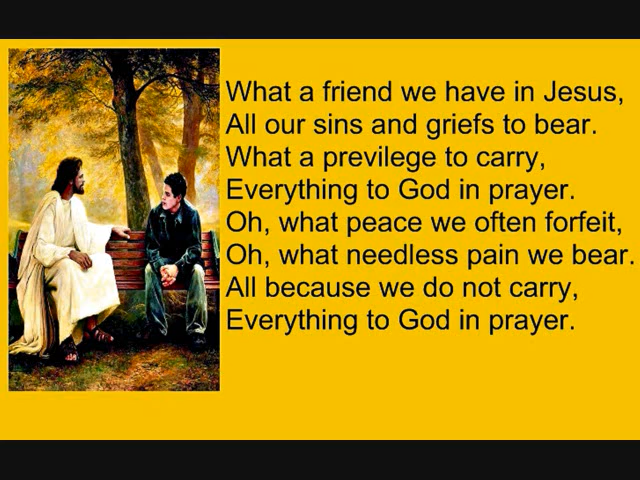 What a friend we have in Jesus,
All our sins and griefs to bear.
What a previlege to carry,
Everything to God in prayer.
Oh, what peace we often forfeit,
Oh, what needless pain we bear.
All because we do not carry,
Everything to God in prayer.